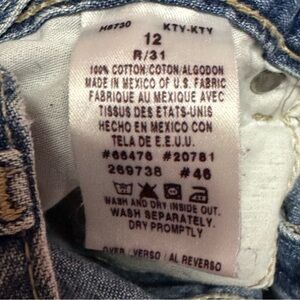 H8730 KTY-KTY
12
R/31
100% COTTON/COTON/ALGODON
MADE IN MEXICO OF U.S. FABRIC
FABRIQUE AU MEXIQUE AVEC
TISSUS DES ETATS-UNIS
HECHO EN MEXICO CON
TELA DE E.E.U.U.
#66476 #20781
269738 #46
WASH AND DRY INSIDE OUT.
WASH SEPARATELY.
DRY PROMPTLY
OVER/VERSO/AL REVERSO